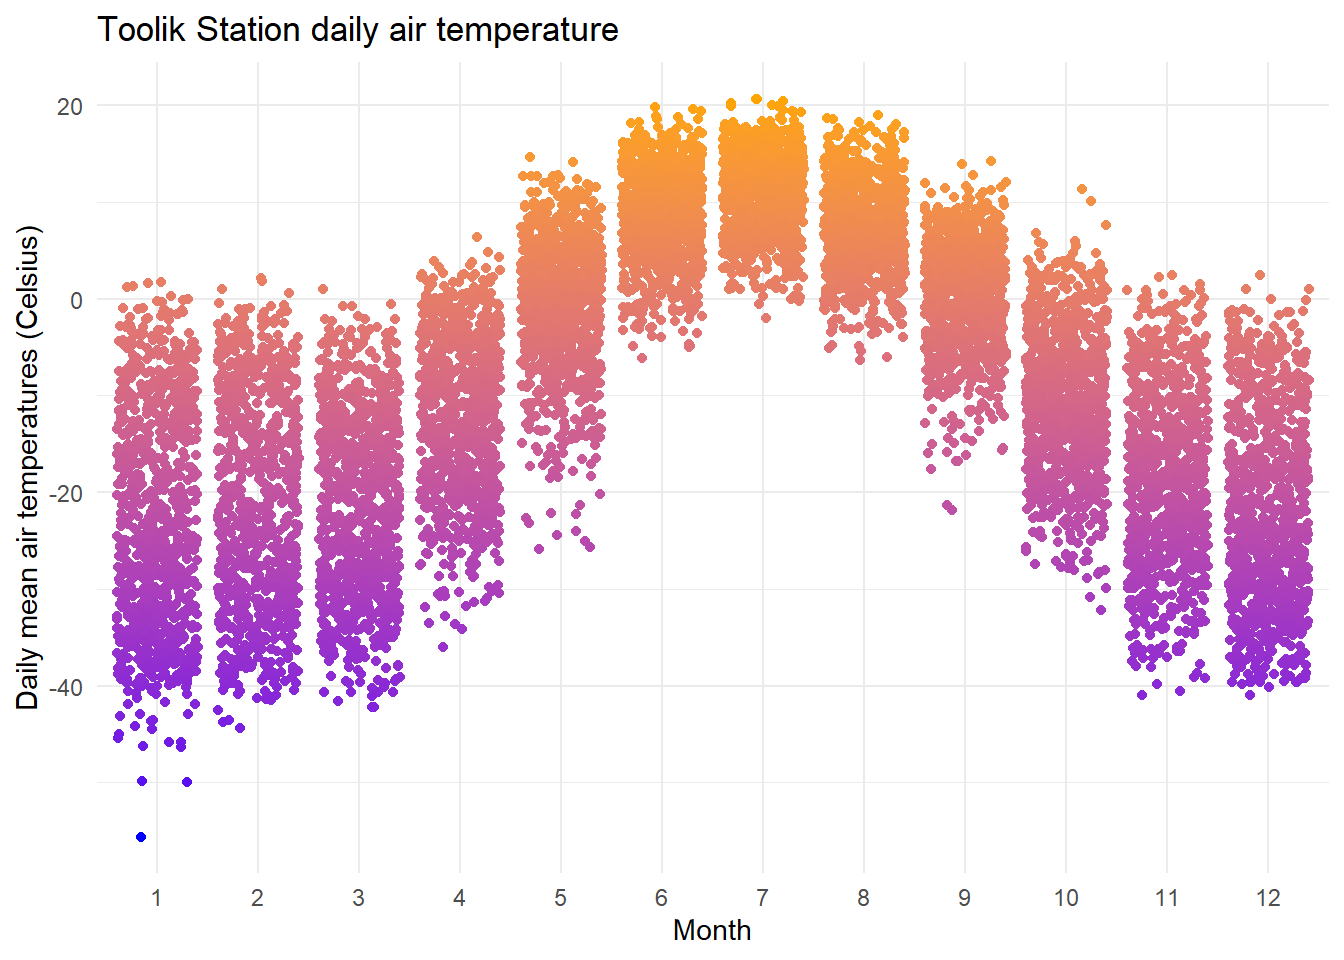 Toolik Station daily air temperature
Daily mean air temperatures (Celsius)
20
0
-20
-40
1 2 3 4 5 6 7 8 9 10 11 12
Month